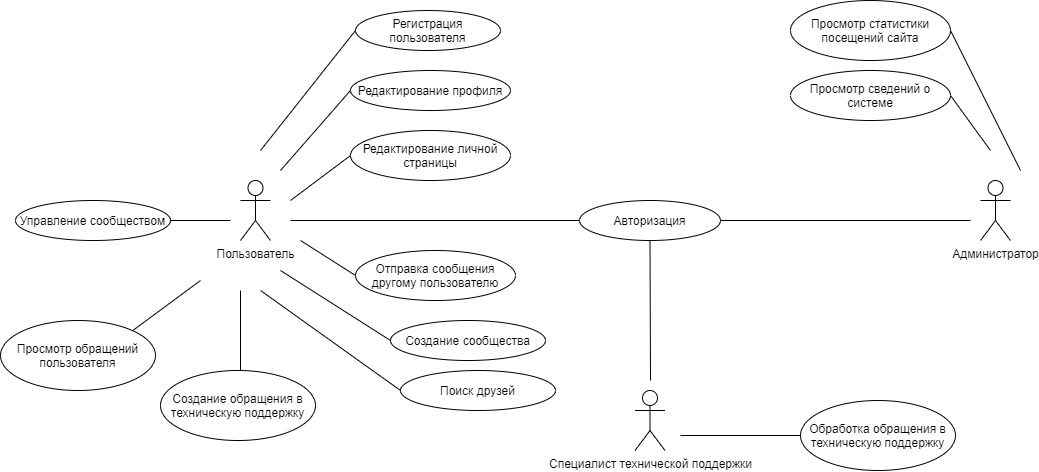 Регистрация
пользователя
Просмотр статистики
посещений сайта
Редактирование профиля
Просмотр сведений о
системе
Редактирование личной
страницы
Управление сообществом
Авторизация
Пользователь
Администратор
Отправка сообщения
другому пользователю
Просмотр обращений
пользователя
Создание сообщества
Поиск друзей
Создание обращения в
техническую поддержку
Обработка обращения в
техническую поддержку
Специалист технической поддержки